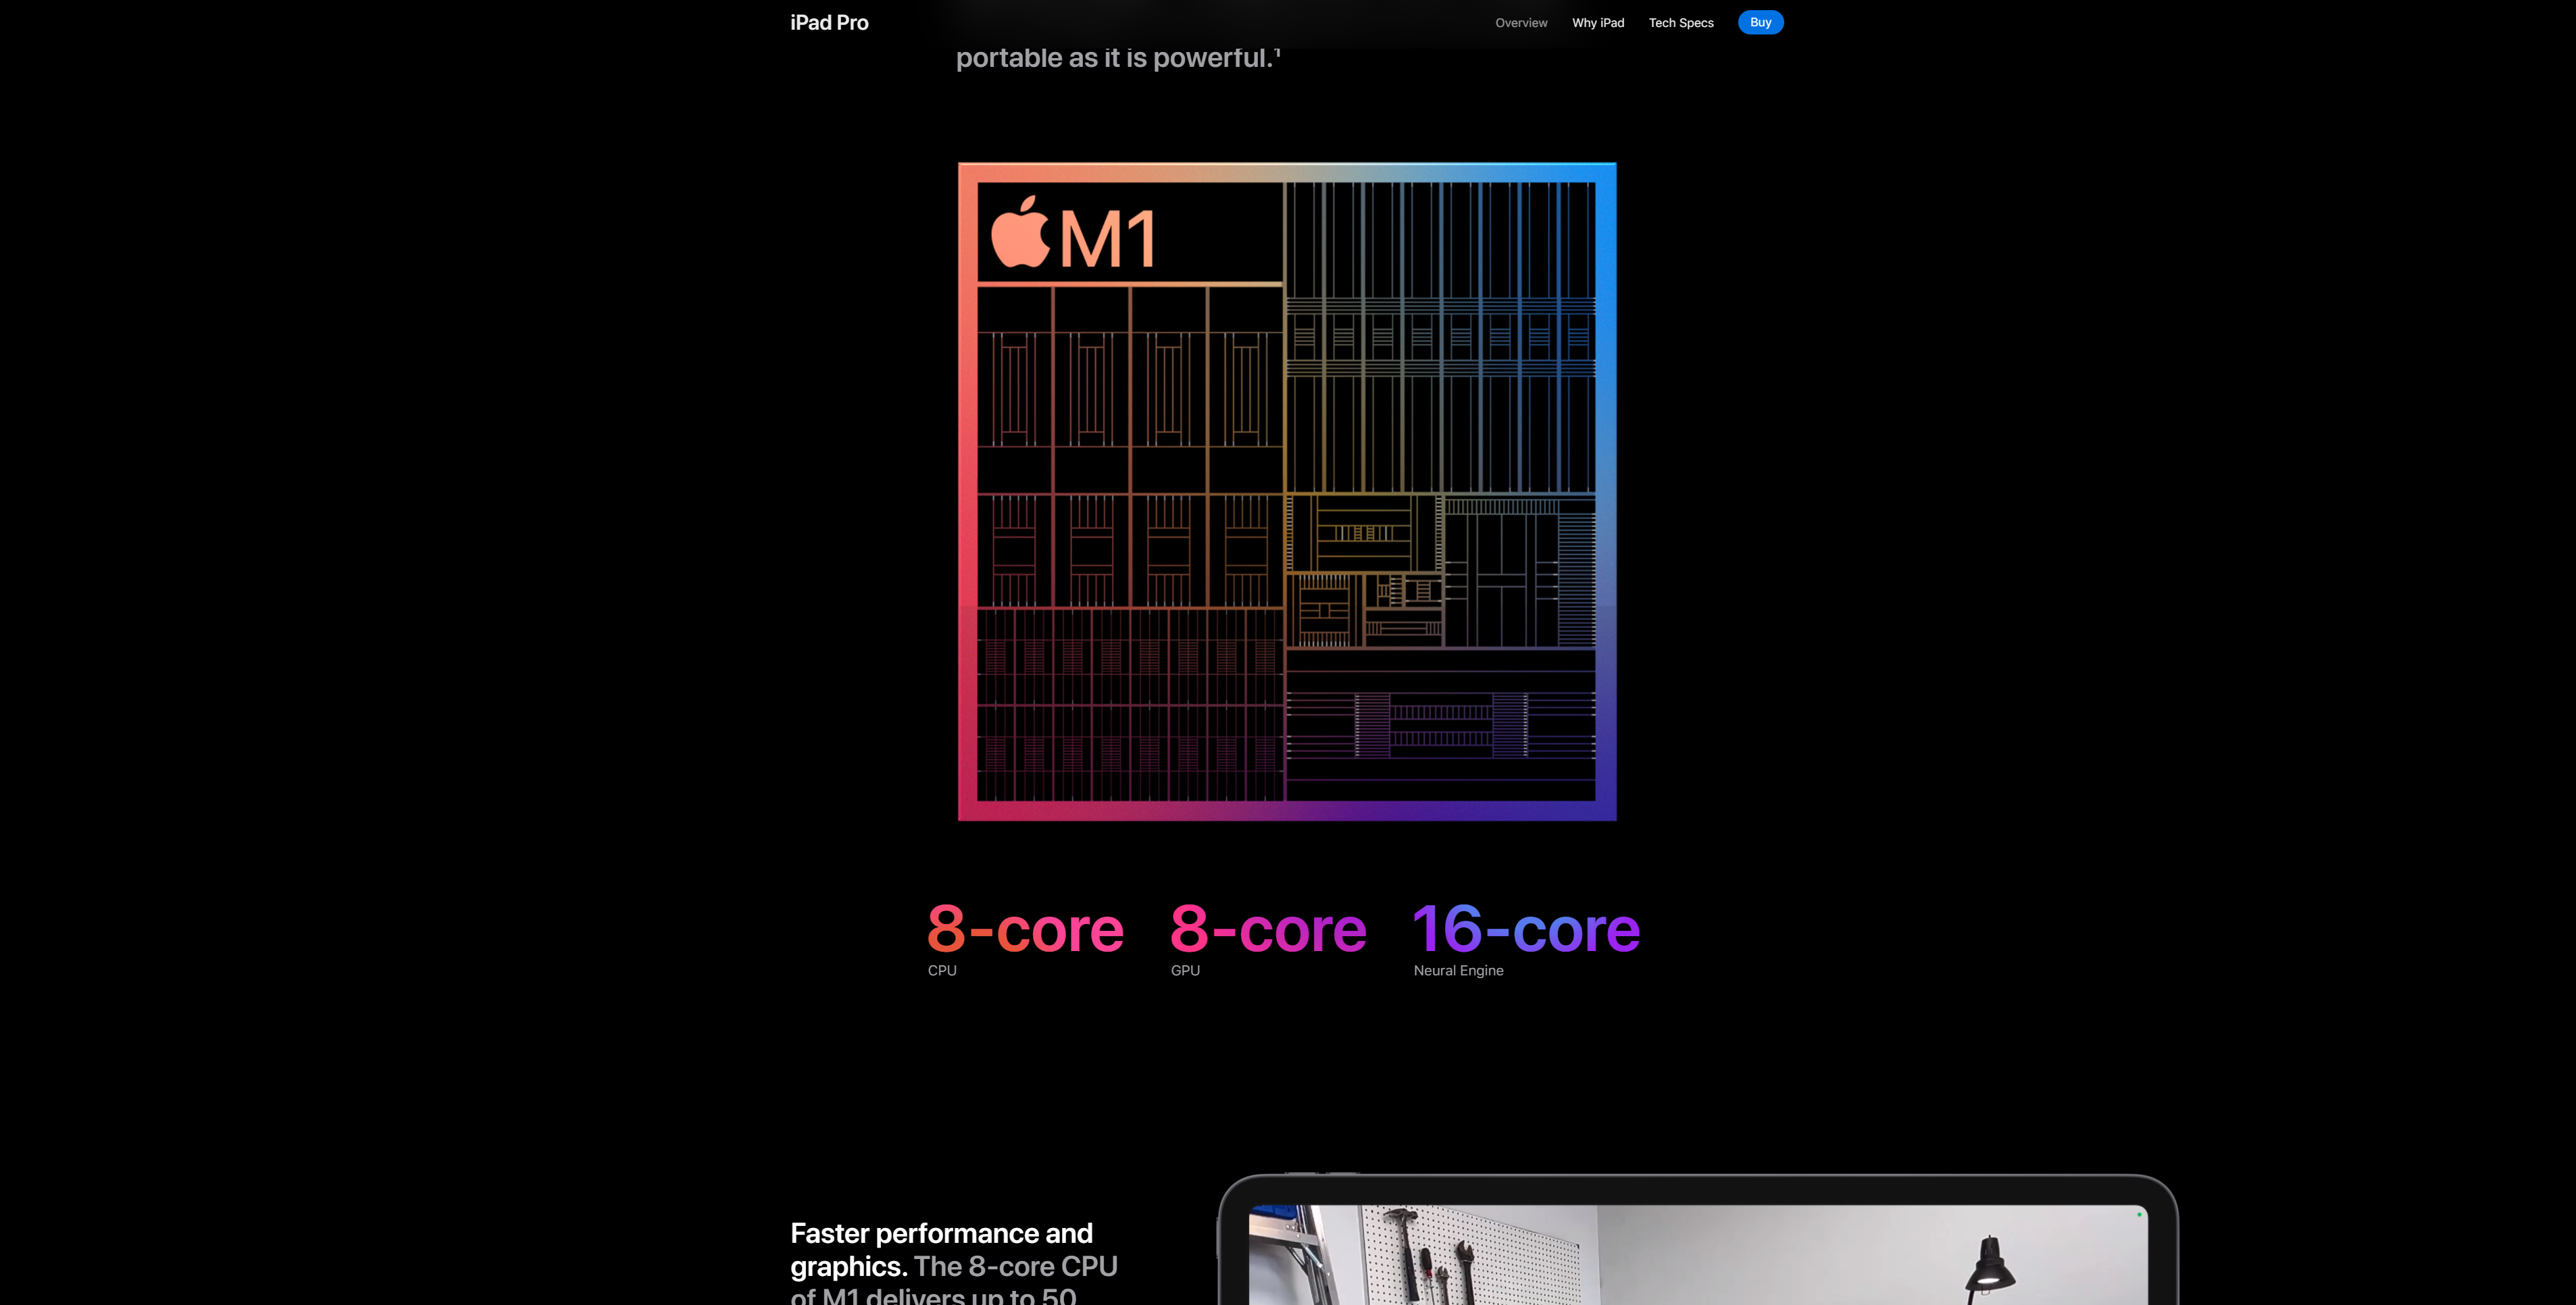 iPad Pro
Overview
Why iPad
Tech Specs
Buy
portable as it is powerful.¹
M1
8-core
CPU
8-core
GPU
16-core
Neural Engine
Faster performance and
graphics. The 8-core CPU
of M1 delivers up to 50